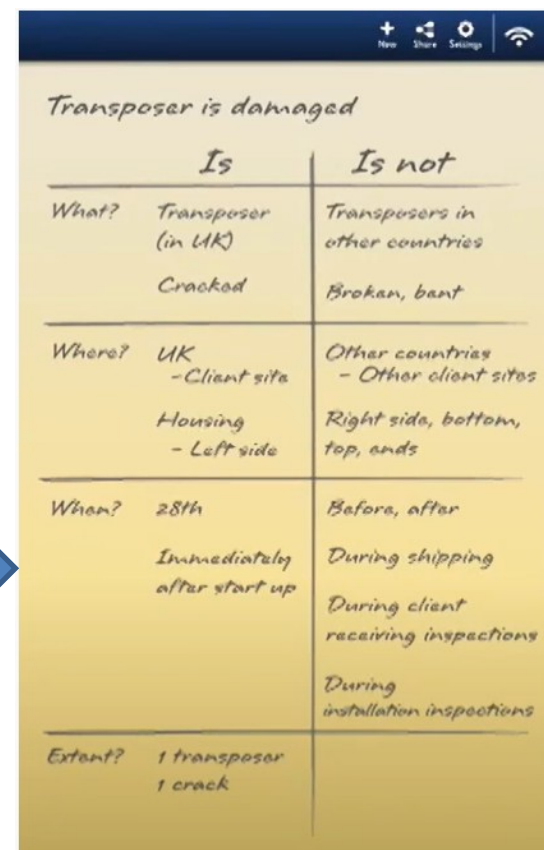 New Share Settings
Transposer is damaged
Is Is not
What? Transposer Transposers in
(in UK) other countries
Cracked Broken, bent
Where? UK Other countries
-Client site - Other client sites
Housing Right side, bottom,
- Left side top, ends
When? 28th Before, after
Immediately During shipping
after start up
During client
receiving inspections
During
installation inspections
Extent? 1 transposer
1 crack